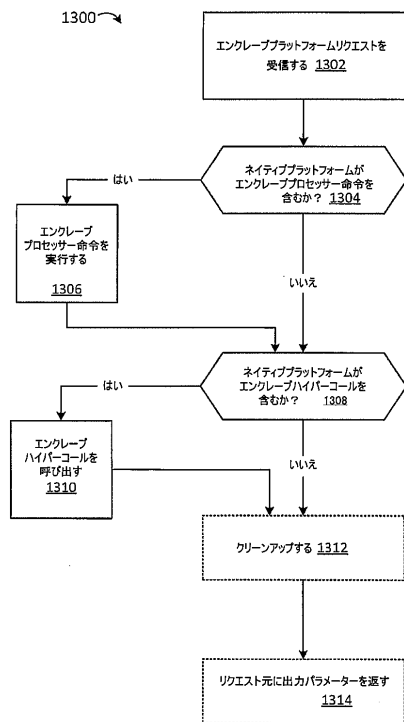 1300
エンクレーブプラットフォームリクエストを
受信する 1302
ネイティブプラットフォームが
エンクレーブプロセッサー命令を
含むか？ 1304
はい
エンクレーブ
プロセッサー命令を
実行する
1306
いいえ
ネイティブプラットフォームが
エンクレーブハイパーコールを
含むか？ 1308
はい
エンクレーブ
ハイパーコールを
呼び出す
1310
いいえ
クリーンアップする 1312
リクエスト元に出力パラメーターを返す
1314